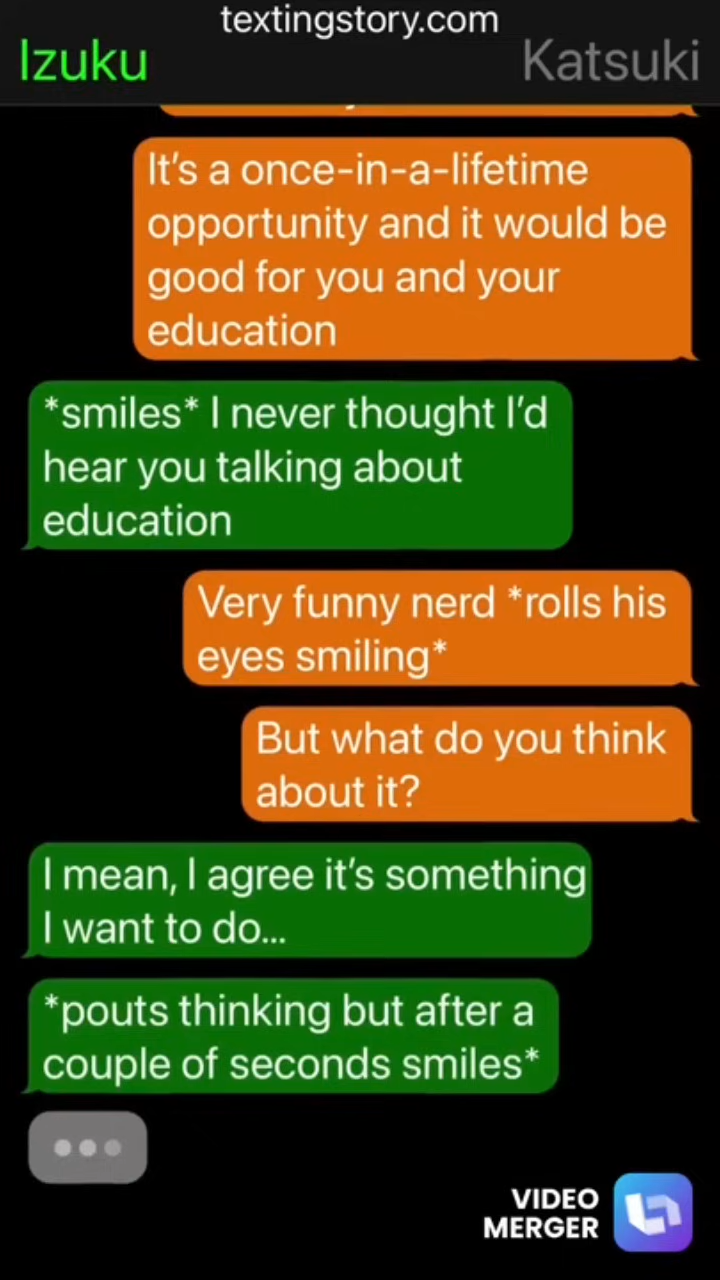 textingstory.com
Izuku
Katsuki
It’s a once-in-a-lifetime
opportunity and it would be
good for you and your
education
*smiles* I never thought I’d
hear you talking about
education
Very funny nerd *rolls his
eyes smiling*
But what do you think
about it?
I mean, I agree it’s something
I want to do...
*pouts thinking but after a
couple of seconds smiles*
VIDEO
MERGER